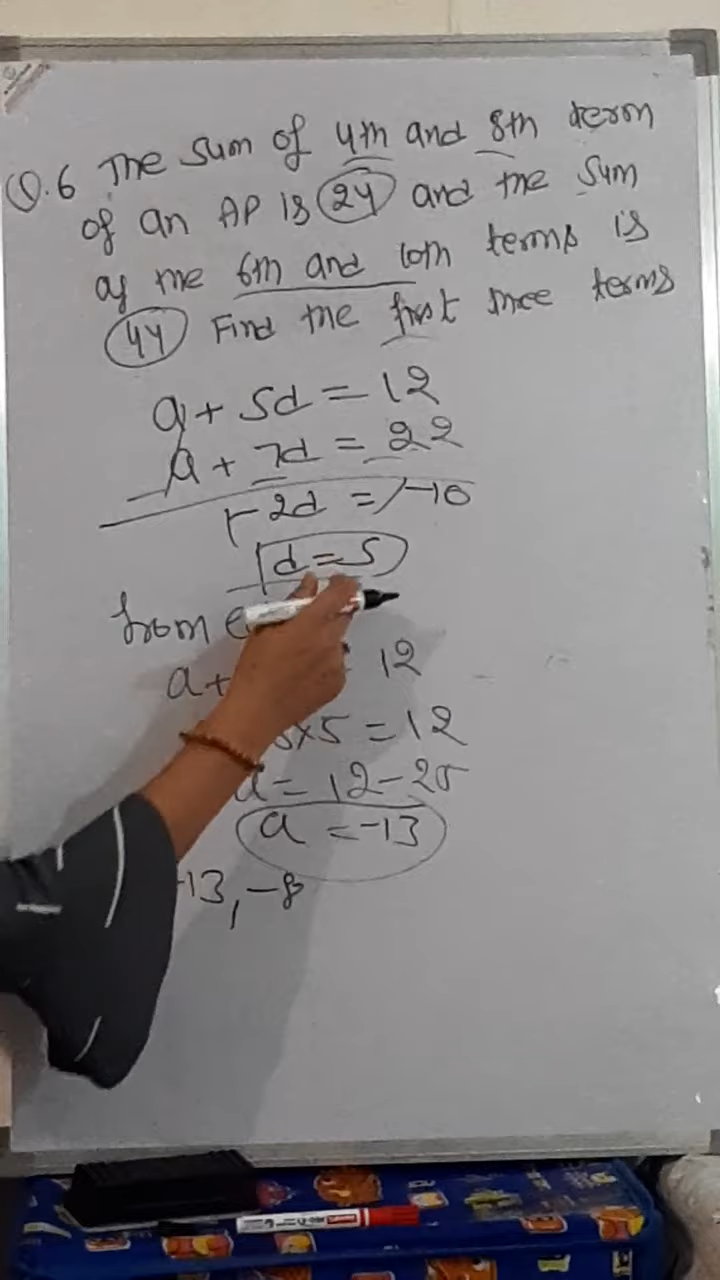 Q.6 The sum of 4th and 8th term
of an AP is 24 and the sum
of the 6th and 10th terms is
44 Find the first three terms
a + 5d = 12
a + 7d = 22
-2d = -10
d = 5
from
a + 12
5×5 = 12
a = 12 - 25
a = -13
-13, -8